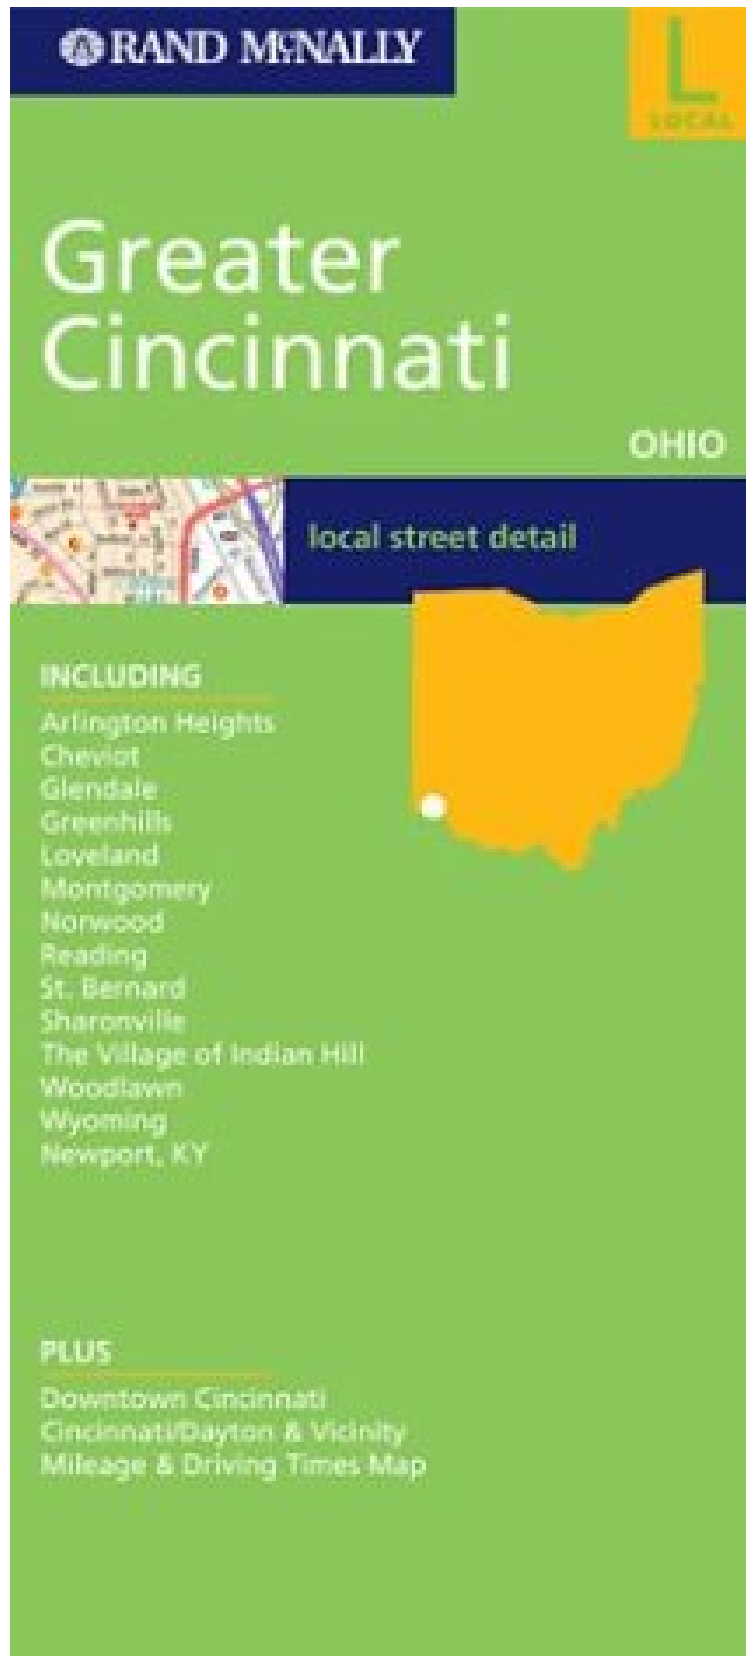 RAND McNALLY
L
LOCAL
Greater
Cincinnati
OHIO
local street detail
INCLUDING
Arlington Heights
Cheviot
Glendale
Greenhills
Loveland
Montgomery
Norwood
Reading
St. Bernard
Sharonville
The Village of Indian Hill
Woodlawn
Wyoming
Newport, KY
PLUS
Downtown Cincinnati
Cincinnati/Dayton & Vicinity
Mileage & Driving Times Map